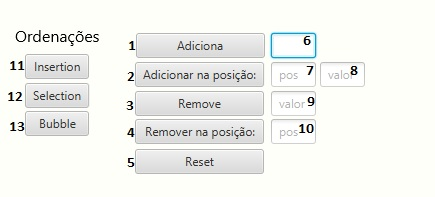 Ordenações
1 Adiciona 6
11 Insertion
2 Adicionar na posição: pos 7 valor 8
12 Selection
3 Remove valor 9
13 Bubble
4 Remover na posição: pos 10
5 Reset